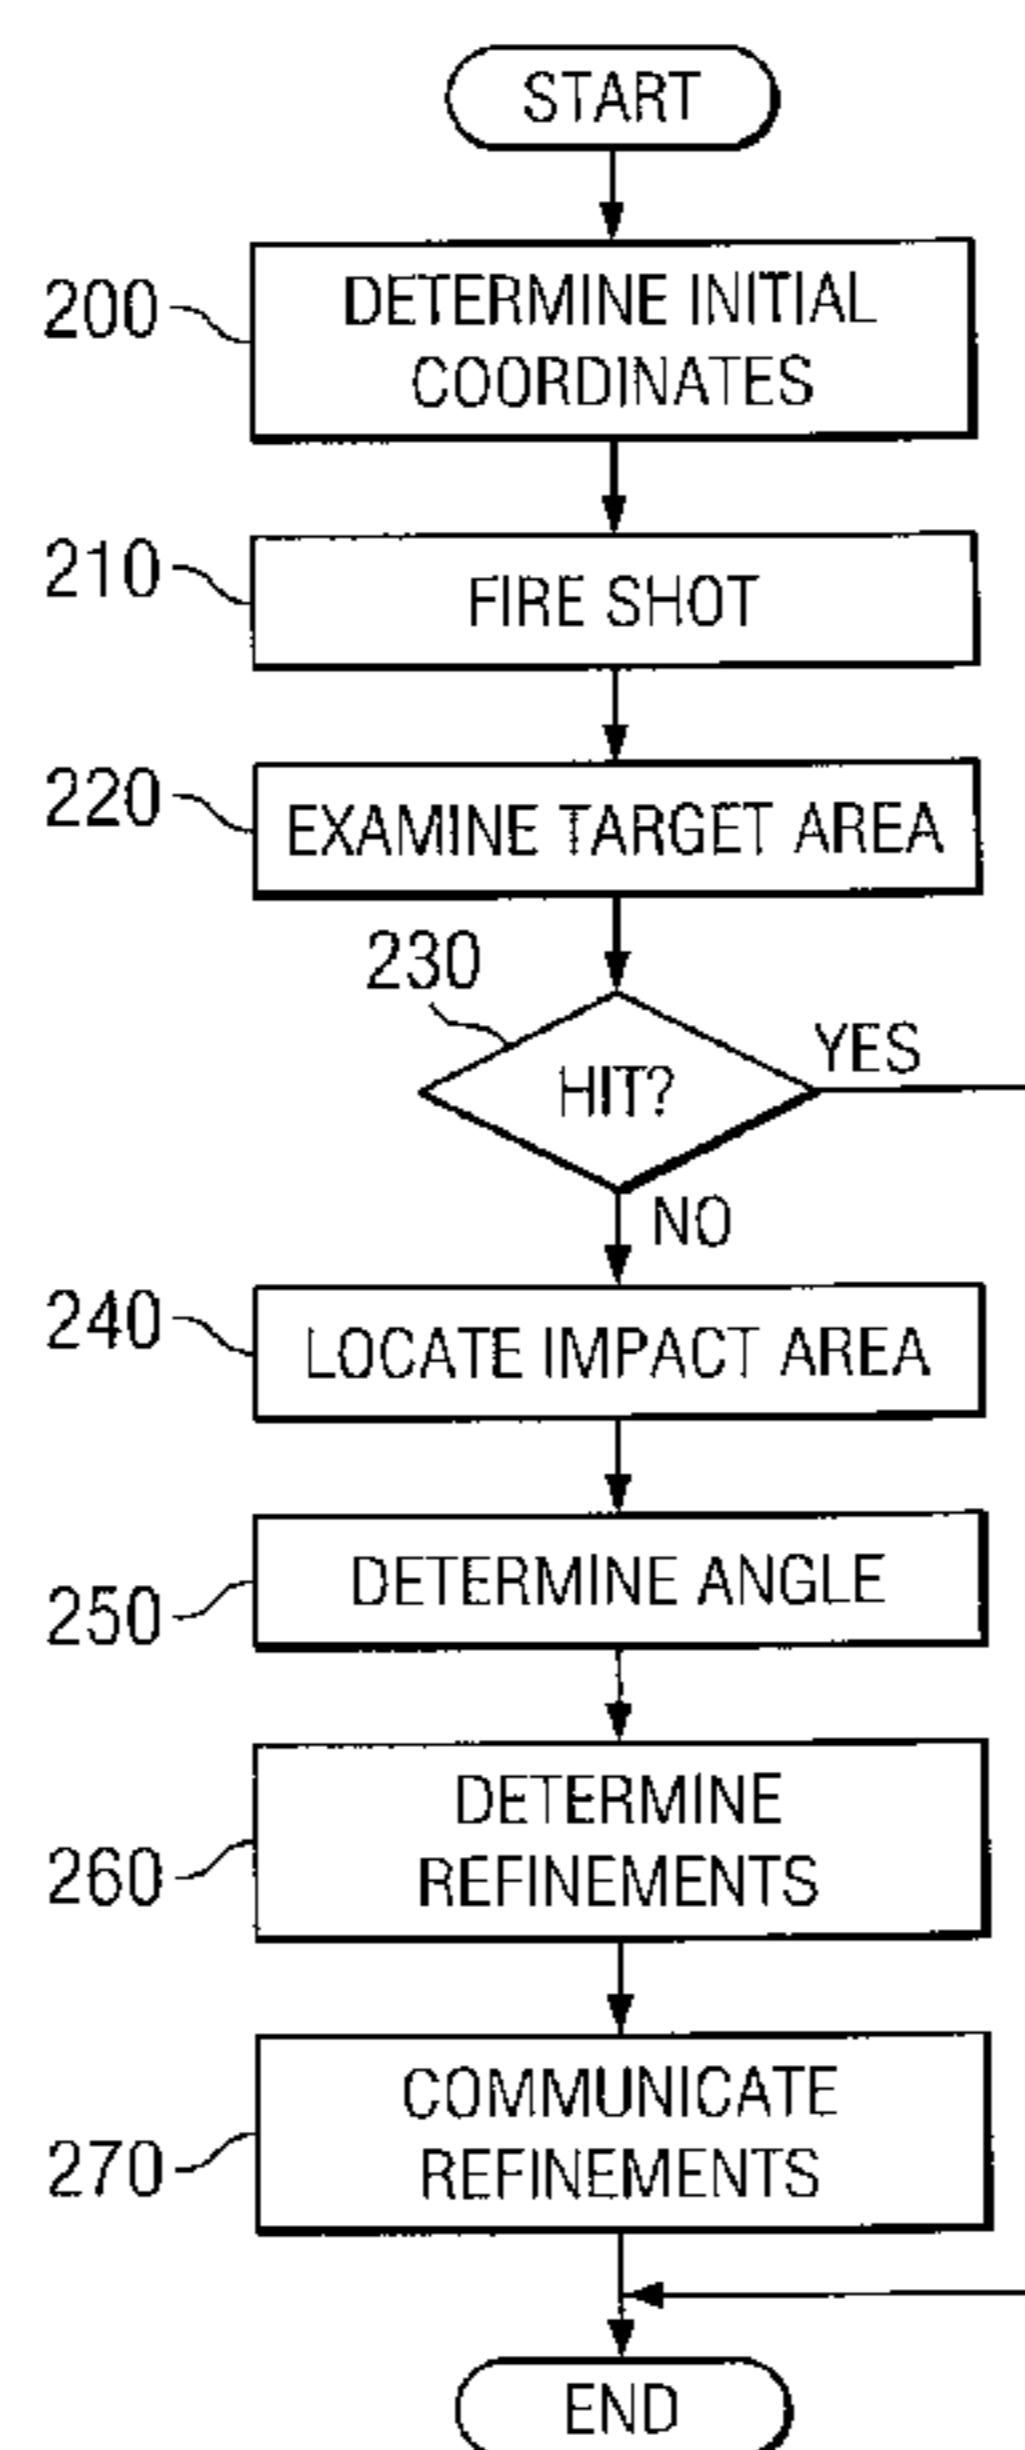 START
200
DETERMINE INITIAL
COORDINATES
210
FIRE SHOT
220
EXAMINE TARGET AREA
230
HIT?
YES
NO
240
LOCATE IMPACT AREA
250
DETERMINE ANGLE
260
DETERMINE
REFINEMENTS
270
COMMUNICATE
REFINEMENTS
END